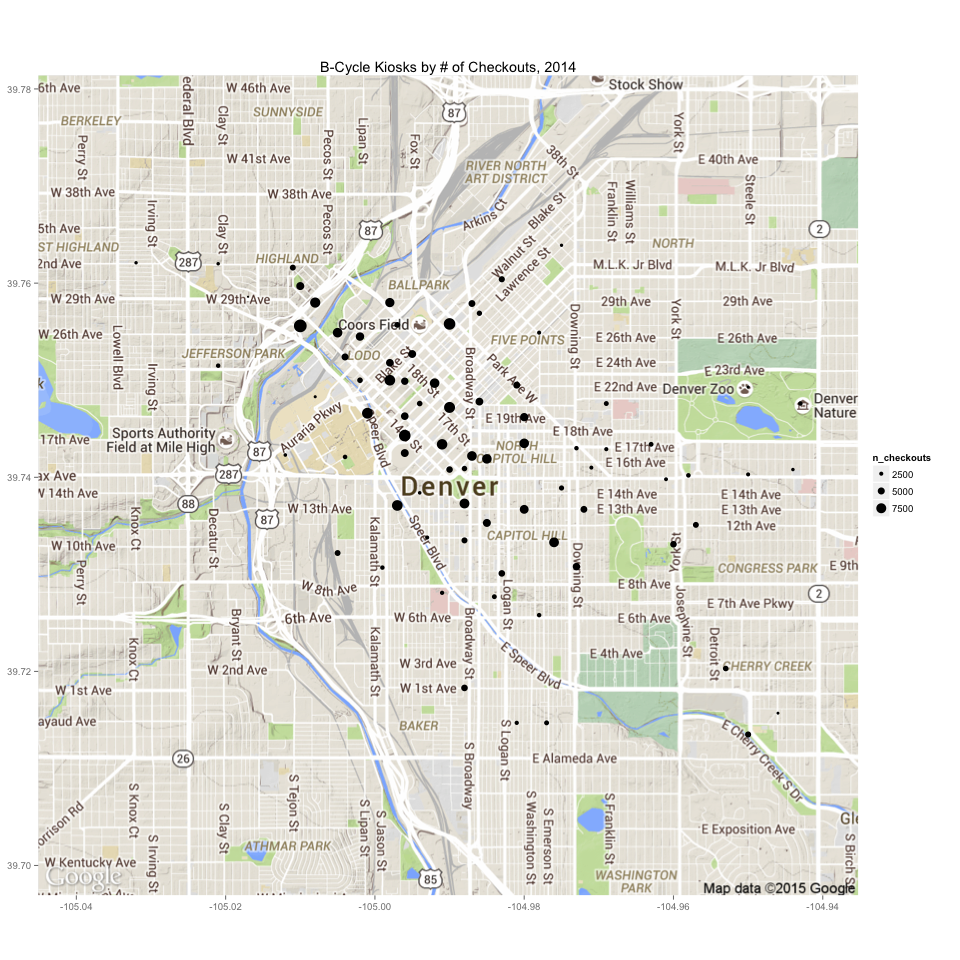 B-Cycle Kiosks by # of Checkouts, 2014
39.78
39.76
39.74
39.72
39.70
-105.04
-105.02
-105.00
-104.98
-104.96
-104.94
n_checkouts
2500
5000
7500
-6th Ave
ederal Blvd
W 46th Ave
SUNNYSIDE
87
Stock Show
BERKELEY
Perry St
Clay St
Pecos St
Lipan St
Fox St
38th St
York St
W 41st Ave
RIVER NORTH
ART DISTRICT
E 40th Ave
W 38th Ave
W 38th Ave
Irving St
Clay St
Pecos St
Arkins Ct
Blake St
Franklin St
Williams St
Steele St
5th Ave
87
2
ST HIGHLAND
2nd Ave
287
HIGHLAND
Walnut St
Lawrence St
NORTH
M.L.K. Jr Blvd
M.L.K. Jr Blvd
BALLPARK
W 29th Ave
W 29th Ave
29th Ave
29th Ave
York St
Downing St
W 26th Ave
Lowell Blvd
Coors Field
FIVE POINTS
E 26th Ave
E 26th Ave
JEFFERSON PARK
LODO
Blake St
Broadway St
Park Ave W
E 24th Ave
E 23rd Ave
k
Irving St
18th St
E 22nd Ave
Denver Zoo
Denver
Nature
17th Ave
Sports Authority
Field at Mile High
Auraria Pkwy
14th St
17th St
E 19th Ave
E 18th Ave
87
Speer Blvd
NORTH
CAPITOL HILL
E 17th Ave
E 16th Ave
ax Ave
287
Denver
W 14th Ave
88
E 14th Ave
E 14th Ave
W 13th Ave
E 13th Ave
E 13th Ave
87
12th Ave
Knox Ct
Decatur St
Kalamath St
Speer Blvd
CAPITOL HILL
W 10th Ave
York St
Perry St
Downing St
CONGRESS PARK
E 9th
W 8th Ave
Logan St
E 8th Ave
2
E 7th Ave Pkwy
6th Ave
W 6th Ave
E 6th Ave
Bryant St
Kalamath St
Broadway St
Josephine St
Detroit St
Knox Ct
E Speer Blvd
E 4th Ave
W 3rd Ave
CHERRY CREEK
W 2nd Ave
W 1st Ave
W 1st Ave
ayaud Ave
BAKER
S Logan St
E Cherry Creek S Dr
26
S Broadway
E Alameda Ave
S Knox Ct
S Tejon St
S Clay St
S Lipan St
S Jason St
S Washington St
S Emerson St
S Franklin St
orrison Rd
E Exposition Ave
Gl
S Irving St
ATHMAR PARK
S Birch S
W Kentucky Ave
85
WASHINGTON
PARK
Google
Map data ©2015 Google